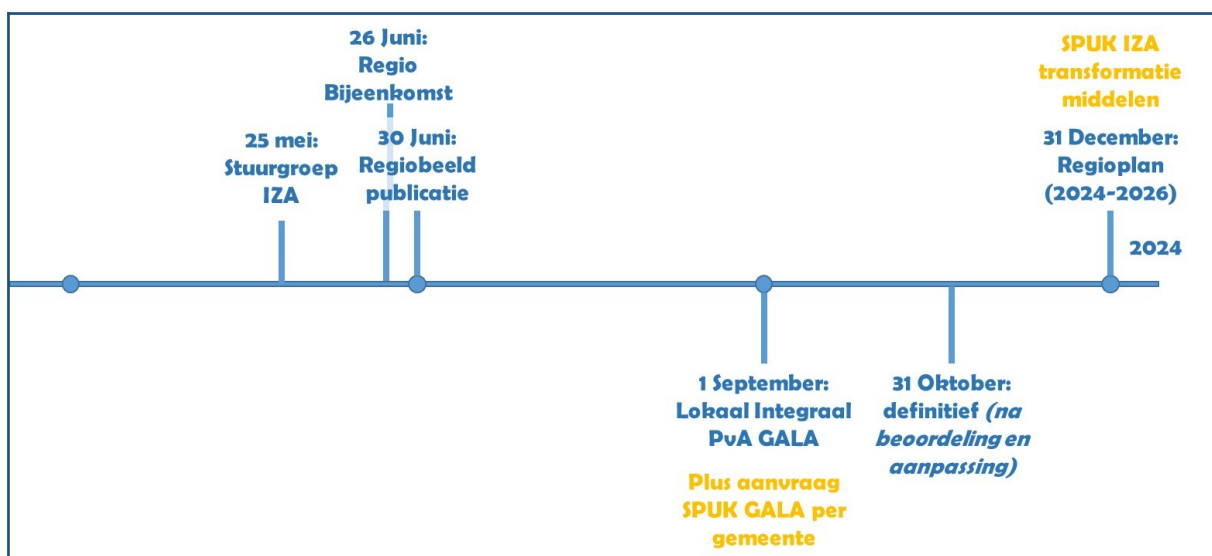 26 Juni:
Regio
Bijeenkomst
25 mei:
Stuurgroep
IZA
30 Juni:
Regiobeeld
publicatie
SPUK IZA
transformatie
middelen
31 December:
Regioplan
(2024-2026)
2024
1 September:
Lokaal Integraal
PvA GALA
Plus aanvraag
SPUK GALA per
gemeente
31 Oktober:
definitief (na
beoordeling en
aanpassing)